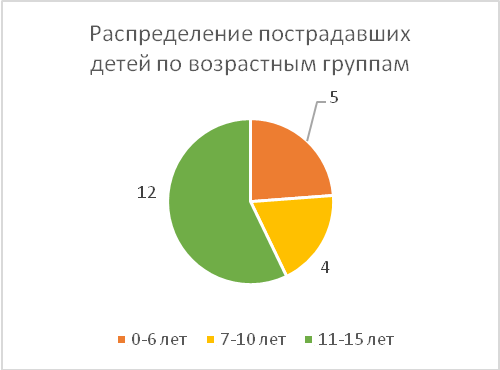 Распределение пострадавших
детей по возрастным группам
5
12
4
0-6 лет 7-10 лет 11-15 лет